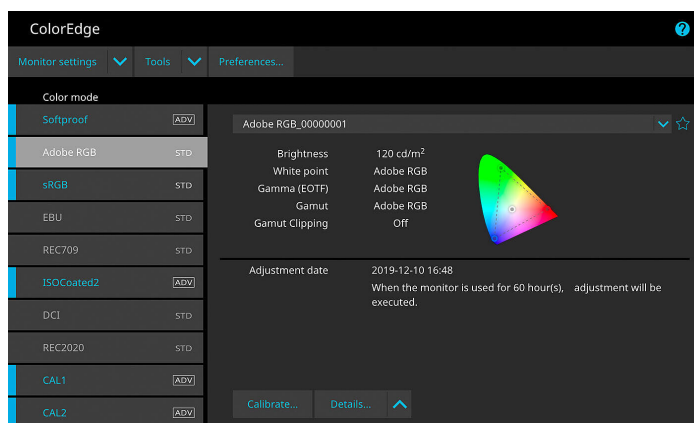 ColorEdge
?
Monitor settings Tools Preferences...
Color mode
Softproof ADV
Adobe RGB STD
sRGB STD
EBU STD
REC709 STD
ISOCoated2 ADV
DCI STD
REC2020 STD
CAL1 ADV
CAL2 ADV
Adobe RGB_00000001
Brightness 120 cd/m²
White point Adobe RGB
Gamma (EOTF) Adobe RGB
Gamut Adobe RGB
Gamut Clipping Off
Adjustment date 2019-12-10 16:48
When the monitor is used for 60 hour(s), adjustment will be
executed.
Calibrate... Details...